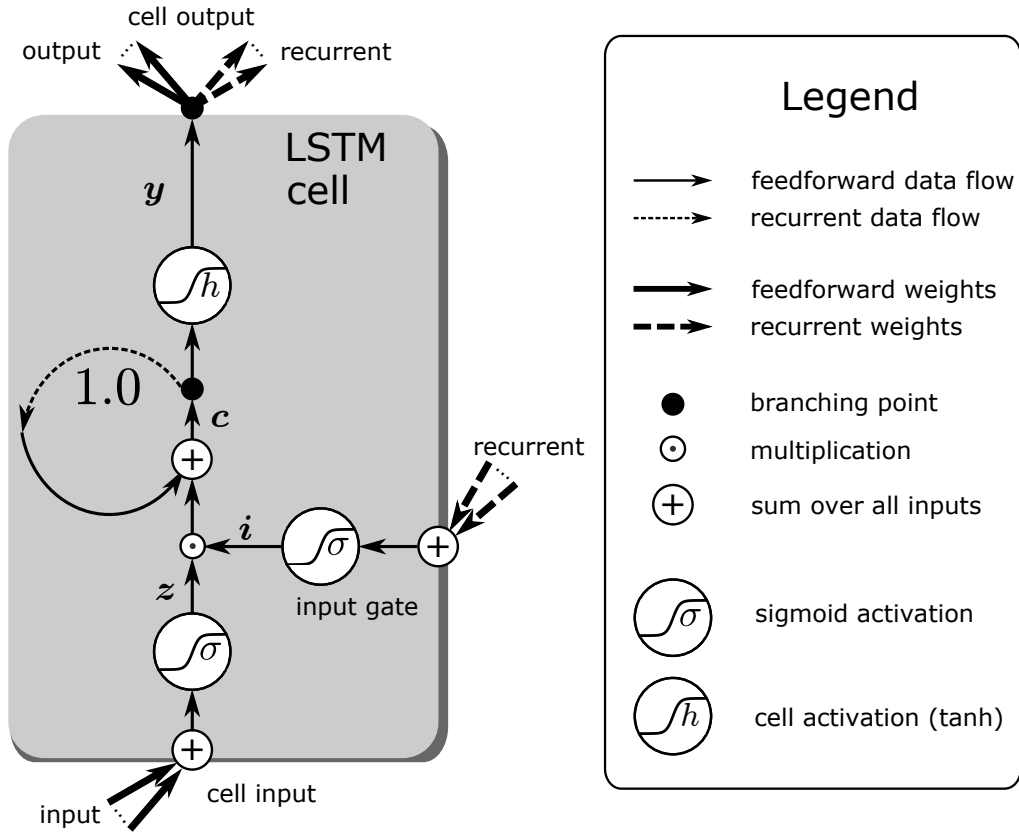 cell output
output
recurrent
LSTM
cell
y
h
1.0
c
recurrent
i
σ
input gate
z
σ
input
cell input
Legend
feedforward data flow
recurrent data flow
feedforward weights
recurrent weights
branching point
multiplication
sum over all inputs
σ
sigmoid activation
h
cell activation (tanh)